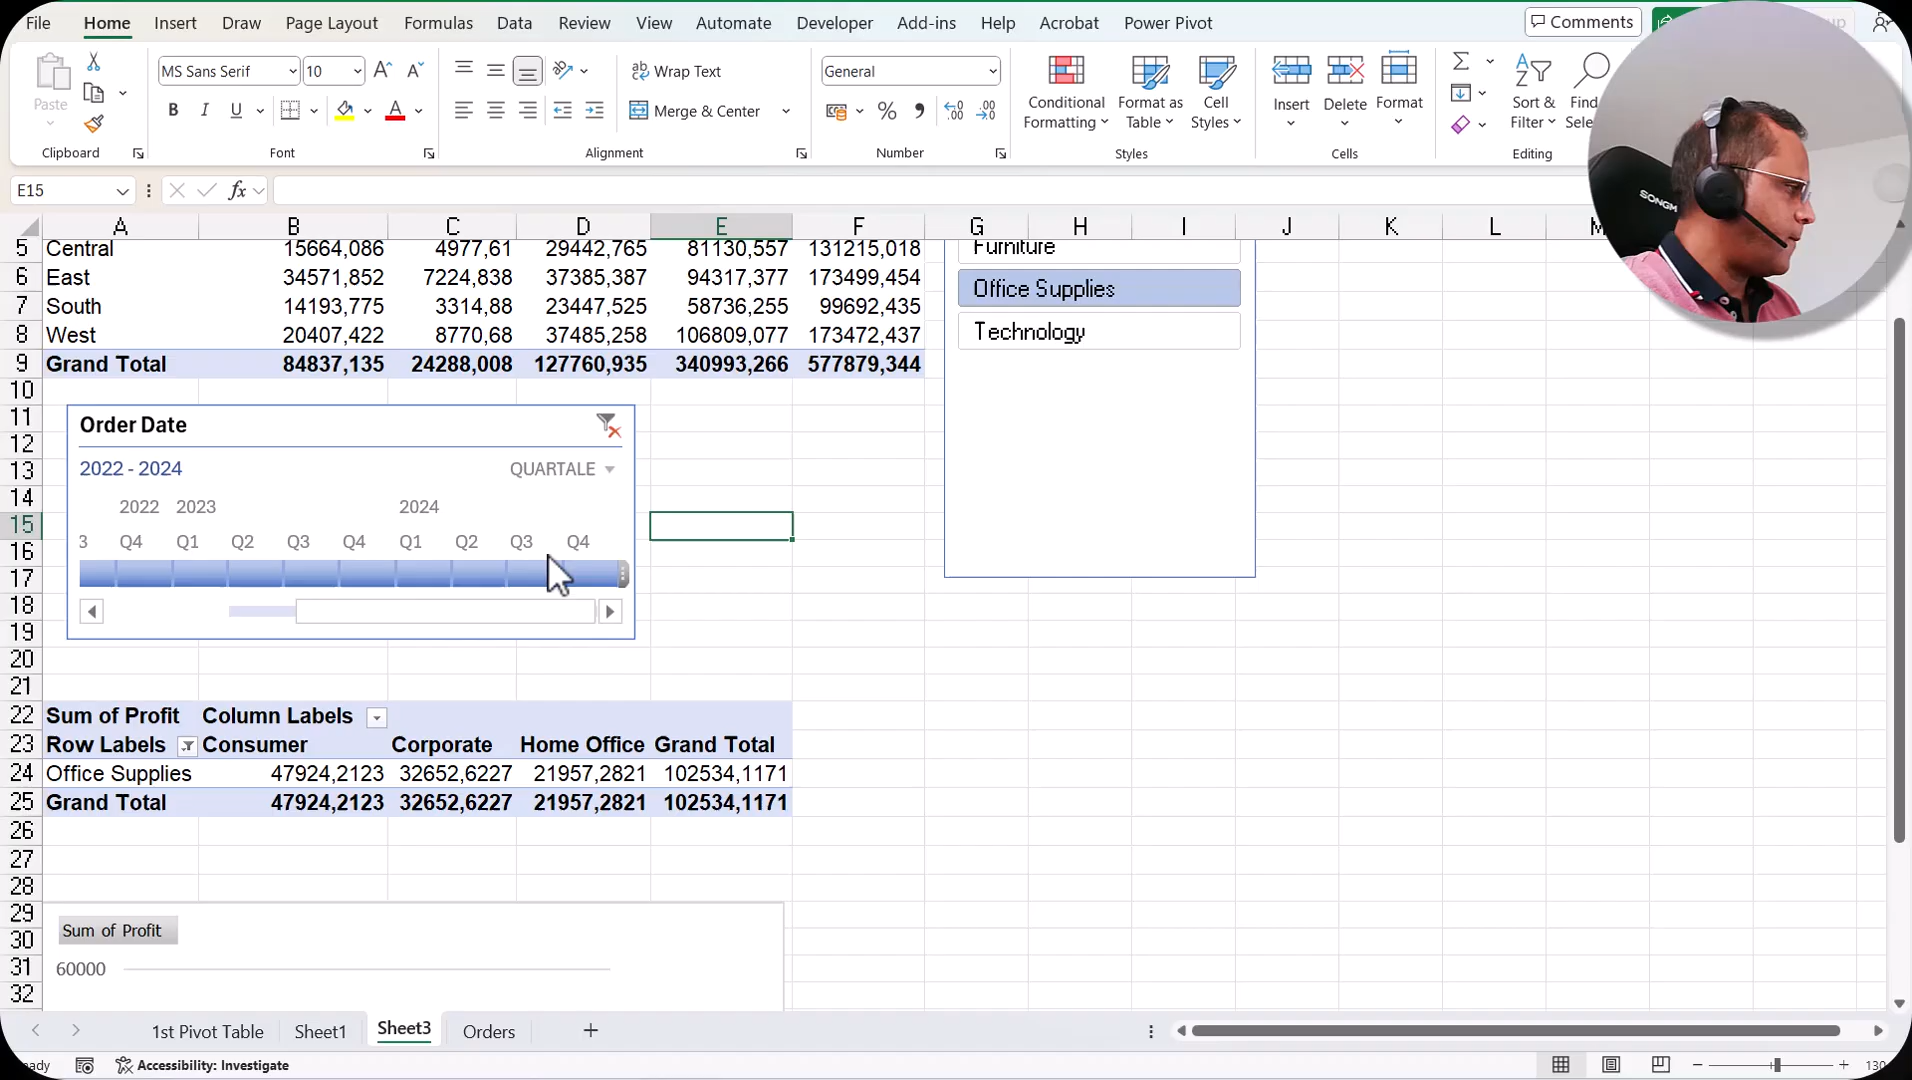 File Home Insert Draw Page Layout Formulas Data Review View Automate Developer Add-ins Help Acrobat Power Pivot Comments
MS Sans Serif 10 Wrap Text General
Paste Merge & Center Conditional Formatting Format as Table Cell Styles Insert Delete Format Sort & Filter
Clipboard Font Alignment Number Styles Cells Editing
E15 fx
A B C D E F G H I J K L
5 Central 15664,086 4977,61 29442,765 81130,557 131215,018 Furniture
6 East 34571,852 7224,838 37385,387 94317,377 173499,454 Office Supplies
7 South 14193,775 3314,88 23447,525 58736,255 99692,435
8 West 20407,422 8770,68 37485,258 106809,077 173472,437 Technology
9 Grand Total 84837,135 24288,008 127760,935 340993,266 577879,344
10
11 Order Date
12
13 2022 - 2024 QUARTALE
14 2022 2023 2024
15
16 3 Q4 Q1 Q2 Q3 Q4 Q1 Q2 Q3 Q4
17
18
19
20
21
22 Sum of Profit Column Labels
23 Row Labels Consumer Corporate Home Office Grand Total
24 Office Supplies 47924,2123 32652,6227 21957,2821 102534,1171
25 Grand Total 47924,2123 32652,6227 21957,2821 102534,1171
26
27
28
29
30 Sum of Profit
31 60000
32
1st Pivot Table Sheet1 Sheet3 Orders
Accessibility: Investigate 130